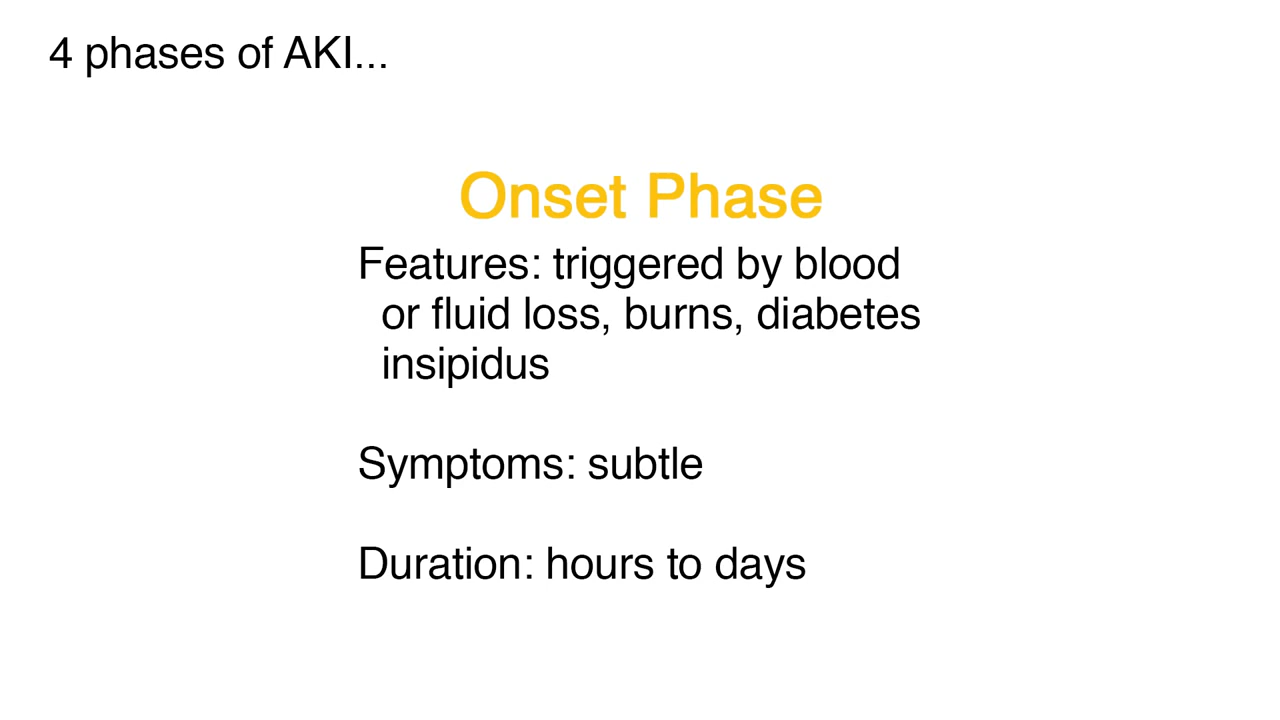 4 phases of AKI...
Onset Phase
Features: triggered by blood
or fluid loss, burns, diabetes
insipidus
Symptoms: subtle
Duration: hours to days